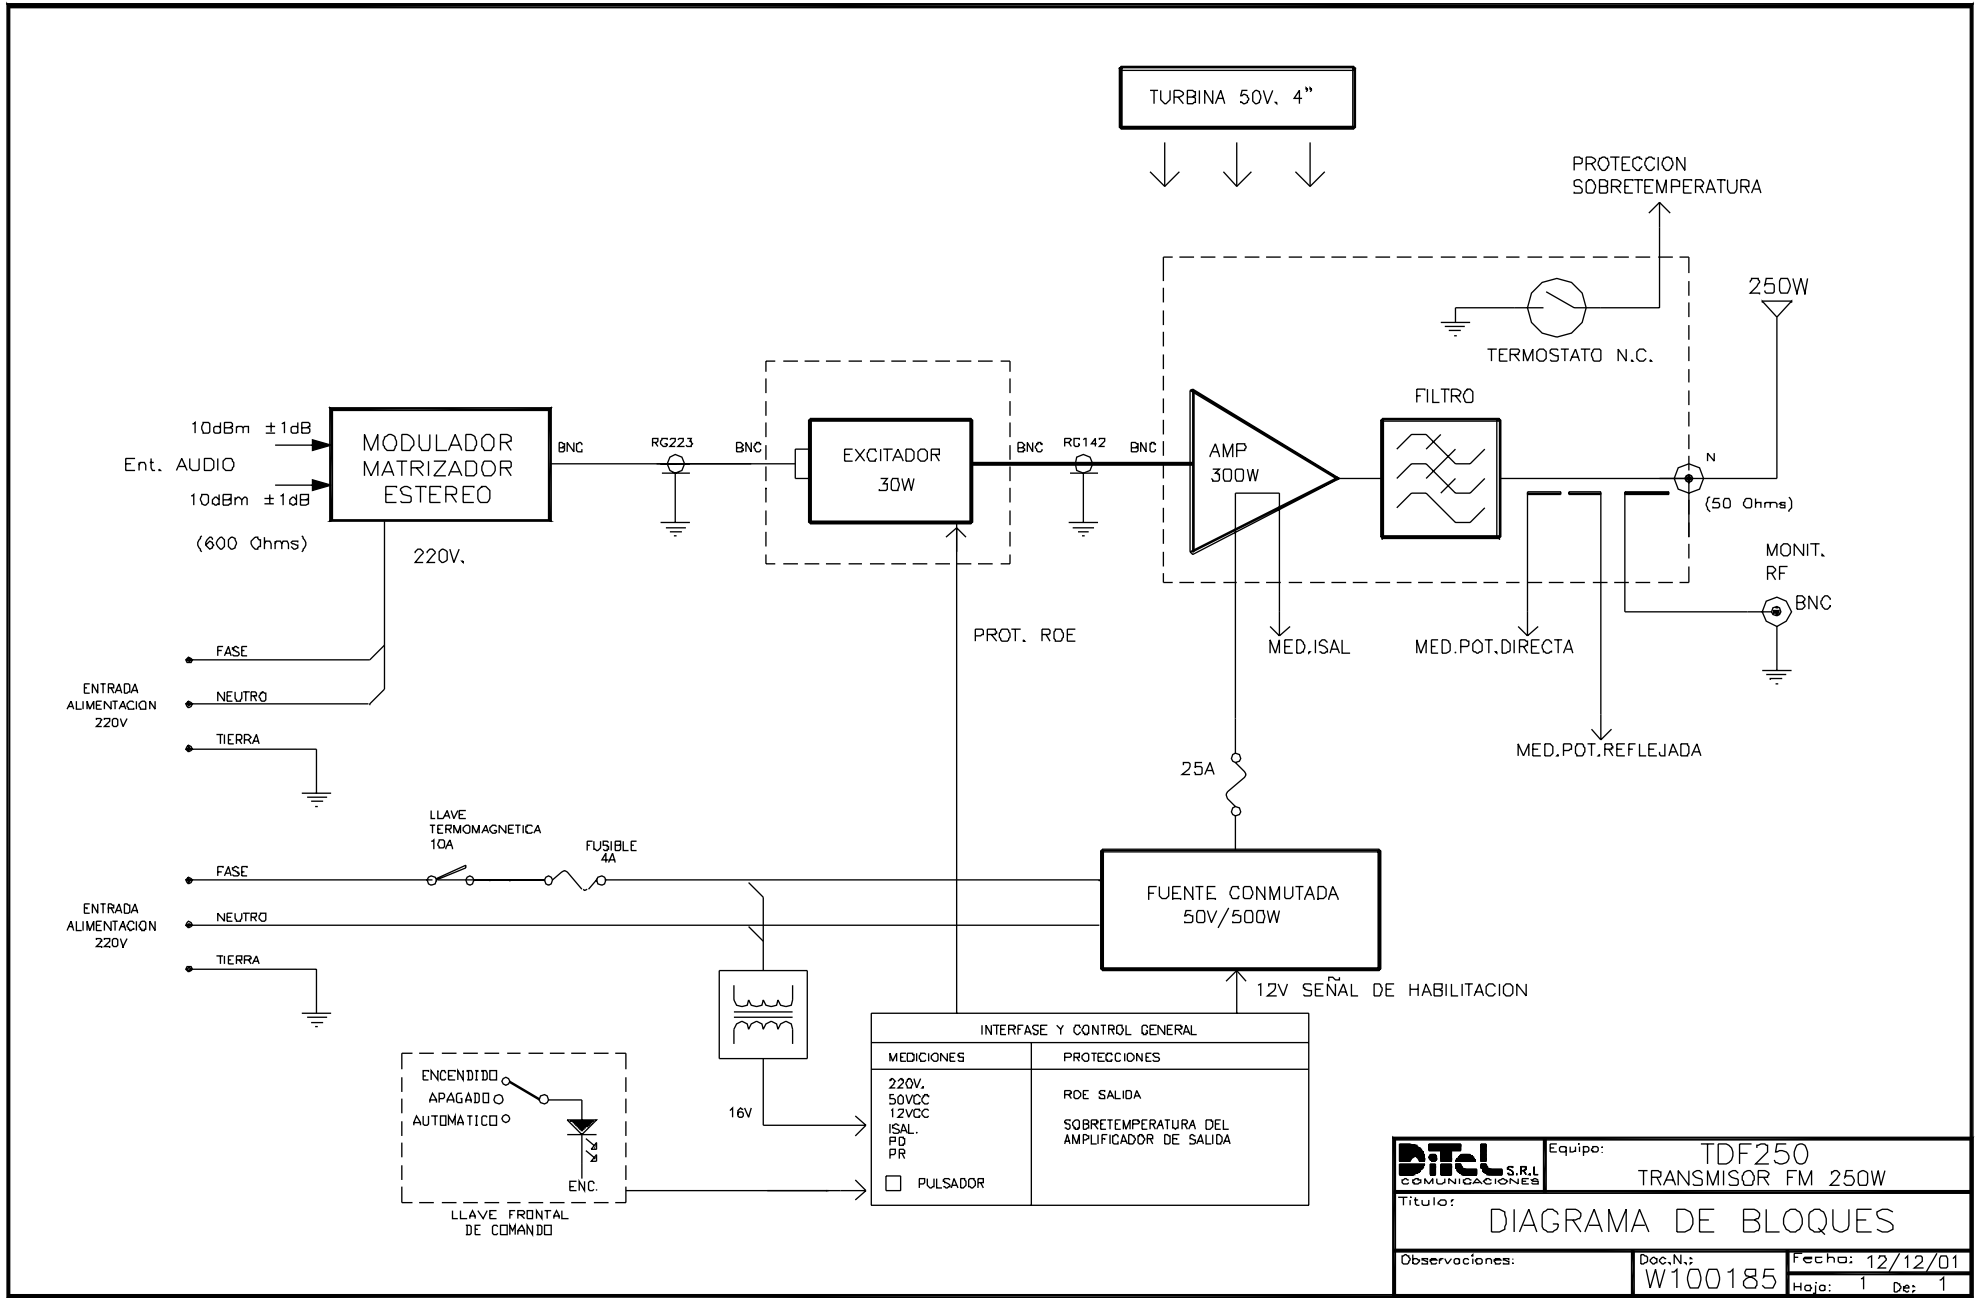 TURBINA 50V. 4"
PROTECCION
SOBRETEMPERATURA
250W
TERMOSTATO N.C.
FILTRO
10dBm ±1dB
Ent. AUDIO
10dBm ±1dB
(600 Ohms)
MODULADOR
MATRIZADOR
ESTEREO
220V.
BNC
RG223
BNC
EXCITADOR
30W
BNC
RG142
BNC
AMP
300W
N
(50 Ohms)
MONIT.
RF
BNC
PROT. ROE
MED.ISAL
MED.POT.DIRECTA
MED.POT.REFLEJADA
FASE
ENTRADA
ALIMENTACION
220V
NEUTRO
TIERRA
25A
LLAVE
TERMOMAGNETICA
10A
FUSIBLE
4A
FASE
ENTRADA
ALIMENTACION
220V
NEUTRO
TIERRA
FUENTE CONMUTADA
50V/500W
12V SEÑAL DE HABILITACION
INTERFASE Y CONTROL GENERAL
MEDICIONES
PROTECCIONES
220V.
50VCC
12VCC
ISAL.
PD
PR
PULSADOR
ROE SALIDA
SOBRETEMPERATURA DEL
AMPLIFICADOR DE SALIDA
16V
ENCENDIDO
APAGADO
AUTOMATICO
ENC.
LLAVE FRONTAL
DE COMANDO
DiTel S.R.L
COMUNICACIONES
Equipo:
TDF250
TRANSMISOR FM 250W
Titulo:
DIAGRAMA DE BLOQUES
Observaciones:
Doc.N.:
W100185
Fecha: 12/12/01
Hoja: 1 De: 1